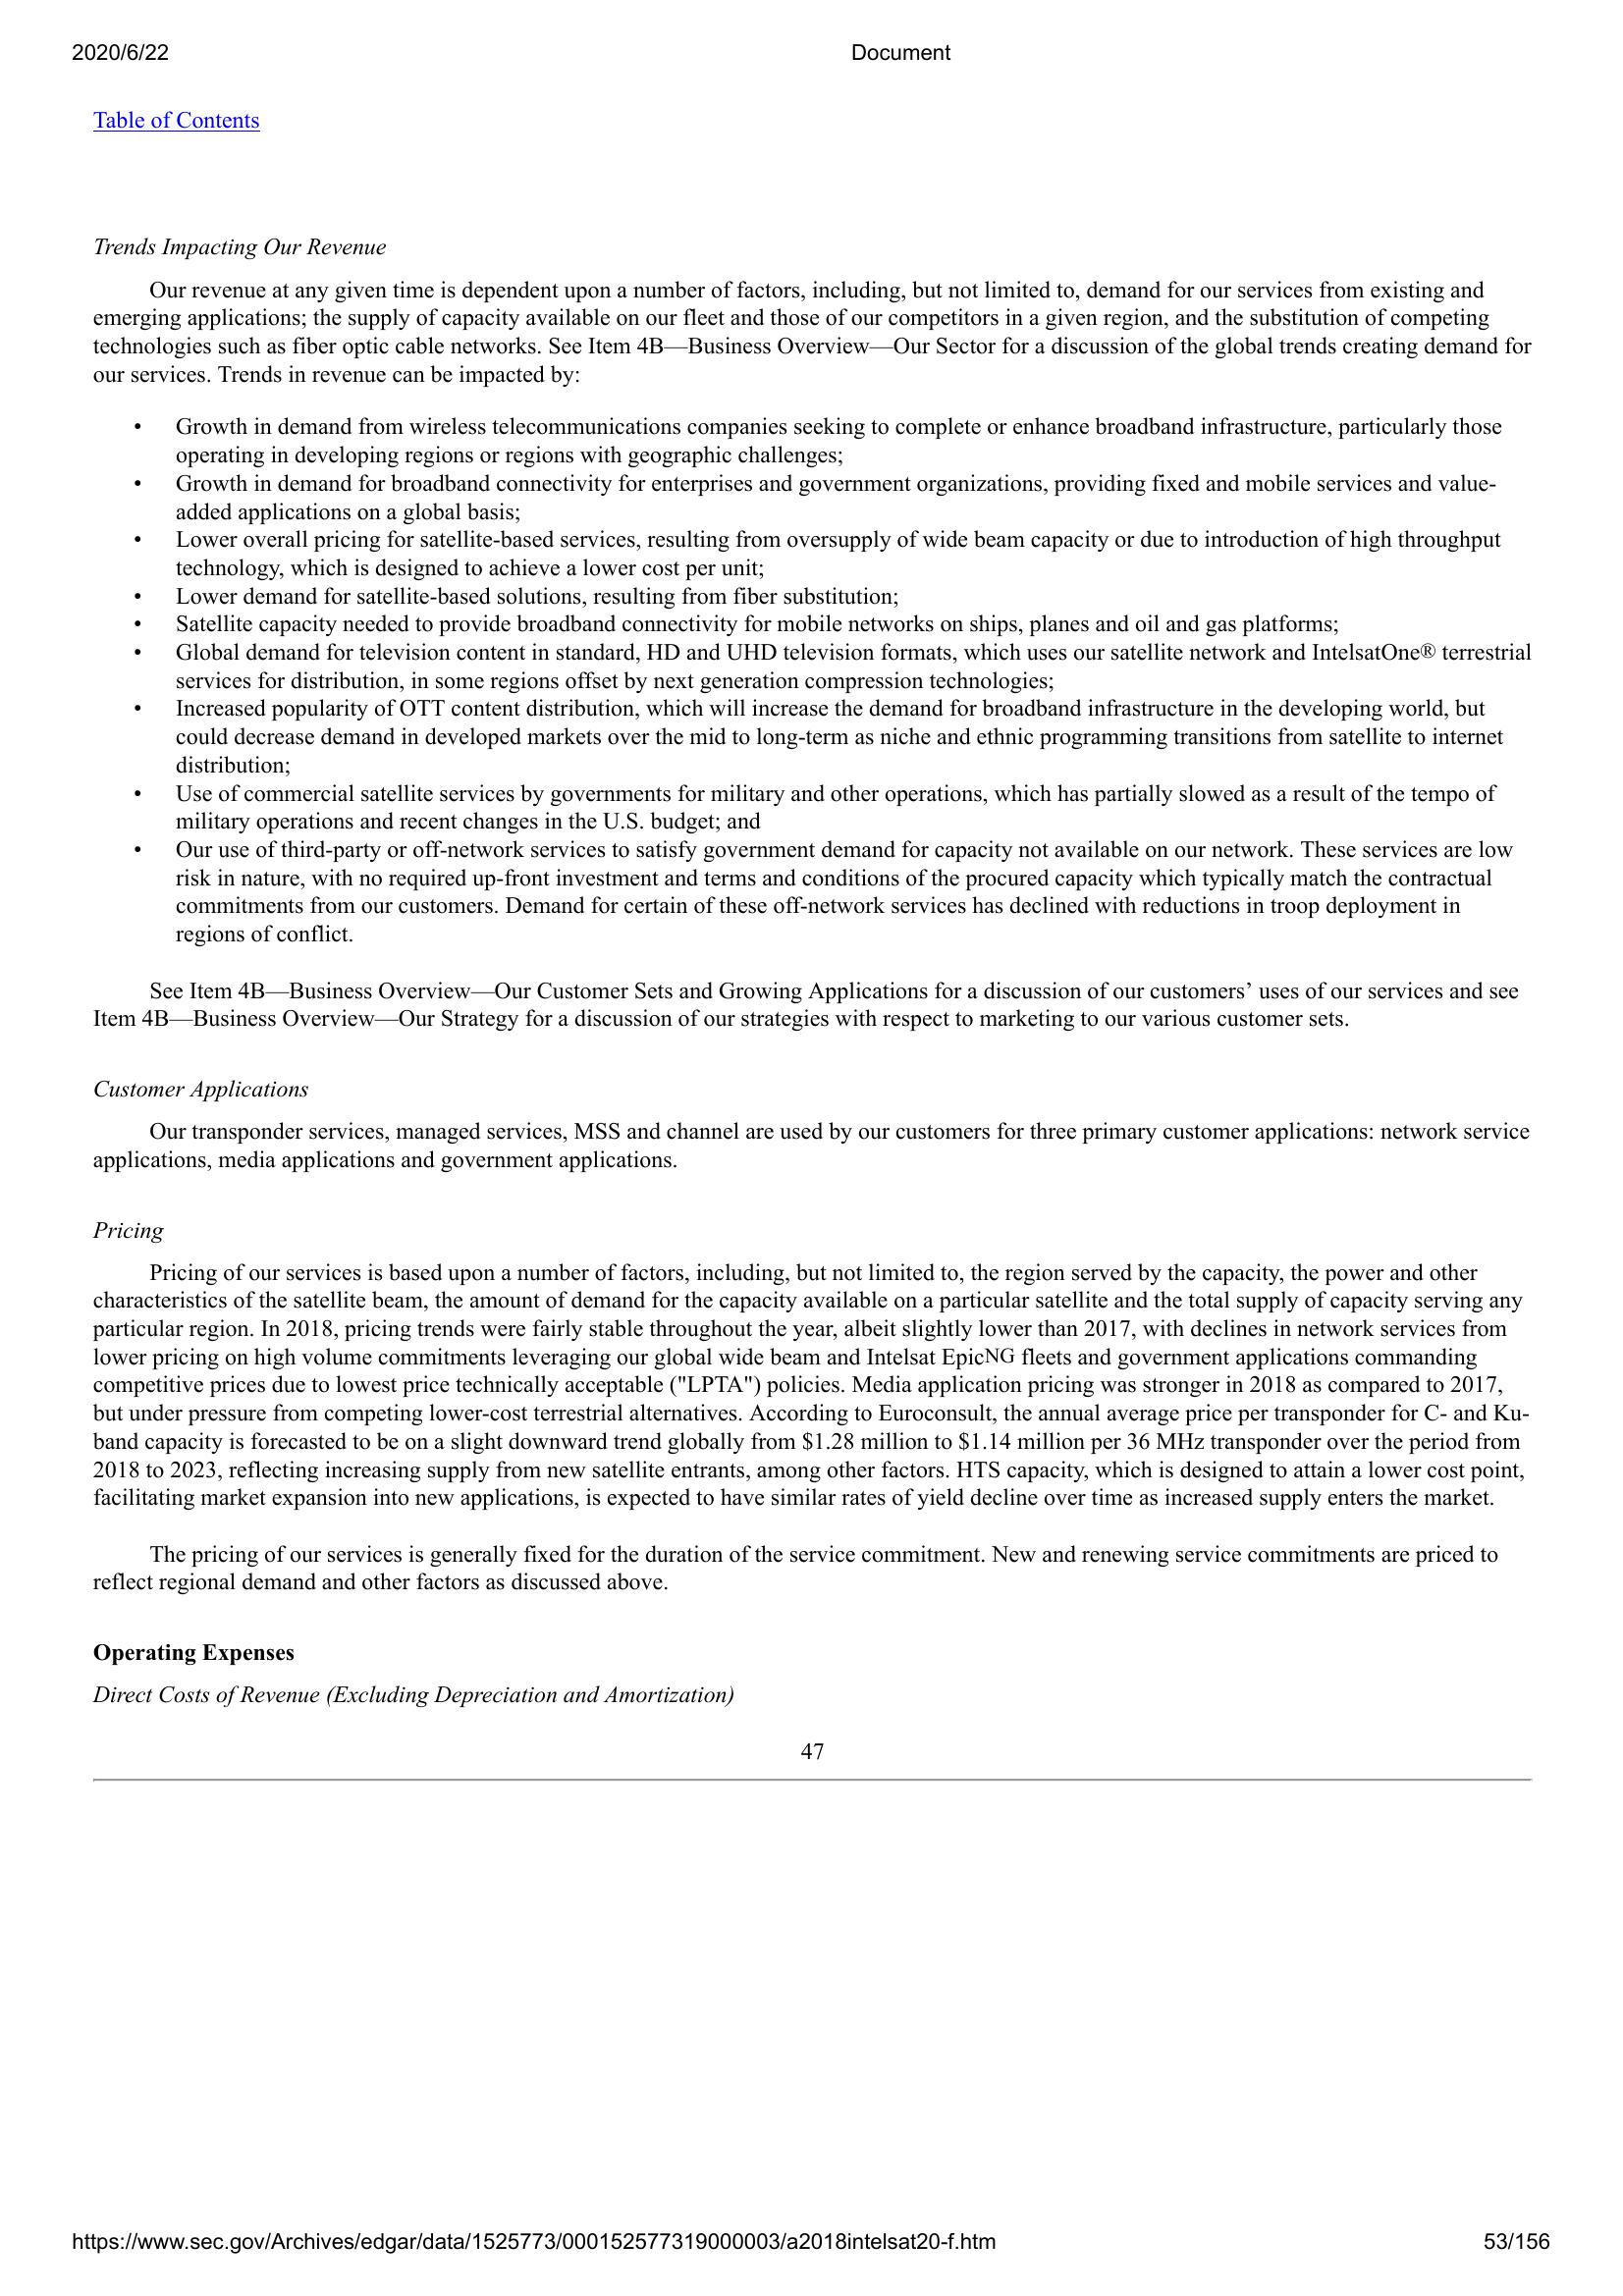 2020/6/22 Document
Table of Contents
Trends Impacting Our Revenue
Our revenue at any given time is dependent upon a number of factors, including, but not limited to, demand for our services from existing and
emerging applications; the supply of capacity available on our fleet and those of our competitors in a given region, and the substitution of competing
technologies such as fiber optic cable networks. See Item 4B—Business Overview—Our Sector for a discussion of the global trends creating demand for
our services. Trends in revenue can be impacted by:
• Growth in demand from wireless telecommunications companies seeking to complete or enhance broadband infrastructure, particularly those
operating in developing regions or regions with geographic challenges;
• Growth in demand for broadband connectivity for enterprises and government organizations, providing fixed and mobile services and value-
added applications on a global basis;
• Lower overall pricing for satellite-based services, resulting from oversupply of wide beam capacity or due to introduction of high throughput
technology, which is designed to achieve a lower cost per unit;
• Lower demand for satellite-based solutions, resulting from fiber substitution;
• Satellite capacity needed to provide broadband connectivity for mobile networks on ships, planes and oil and gas platforms;
• Global demand for television content in standard, HD and UHD television formats, which uses our satellite network and IntelsatOne® terrestrial
services for distribution, in some regions offset by next generation compression technologies;
• Increased popularity of OTT content distribution, which will increase the demand for broadband infrastructure in the developing world, but
could decrease demand in developed markets over the mid to long-term as niche and ethnic programming transitions from satellite to internet
distribution;
• Use of commercial satellite services by governments for military and other operations, which has partially slowed as a result of the tempo of
military operations and recent changes in the U.S. budget; and
• Our use of third-party or off-network services to satisfy government demand for capacity not available on our network. These services are low
risk in nature, with no required up-front investment and terms and conditions of the procured capacity which typically match the contractual
commitments from our customers. Demand for certain of these off-network services has declined with reductions in troop deployment in
regions of conflict.
See Item 4B—Business Overview—Our Customer Sets and Growing Applications for a discussion of our customers’ uses of our services and see
Item 4B—Business Overview—Our Strategy for a discussion of our strategies with respect to marketing to our various customer sets.
Customer Applications
Our transponder services, managed services, MSS and channel are used by our customers for three primary customer applications: network service
applications, media applications and government applications.
Pricing
Pricing of our services is based upon a number of factors, including, but not limited to, the region served by the capacity, the power and other
characteristics of the satellite beam, the amount of demand for the capacity available on a particular satellite and the total supply of capacity serving any
particular region. In 2018, pricing trends were fairly stable throughout the year, albeit slightly lower than 2017, with declines in network services from
lower pricing on high volume commitments leveraging our global wide beam and Intelsat EpicNG fleets and government applications commanding
competitive prices due to lowest price technically acceptable ("LPTA") policies. Media application pricing was stronger in 2018 as compared to 2017,
but under pressure from competing lower-cost terrestrial alternatives. According to Euroconsult, the annual average price per transponder for C- and Ku-
band capacity is forecasted to be on a slight downward trend globally from $1.28 million to $1.14 million per 36 MHz transponder over the period from
2018 to 2023, reflecting increasing supply from new satellite entrants, among other factors. HTS capacity, which is designed to attain a lower cost point,
facilitating market expansion into new applications, is expected to have similar rates of yield decline over time as increased supply enters the market.
The pricing of our services is generally fixed for the duration of the service commitment. New and renewing service commitments are priced to
reflect regional demand and other factors as discussed above.
Operating Expenses
Direct Costs of Revenue (Excluding Depreciation and Amortization)
47
https://www.sec.gov/Archives/edgar/data/1525773/000152577319000003/a2018intelsat20-f.htm 53/156